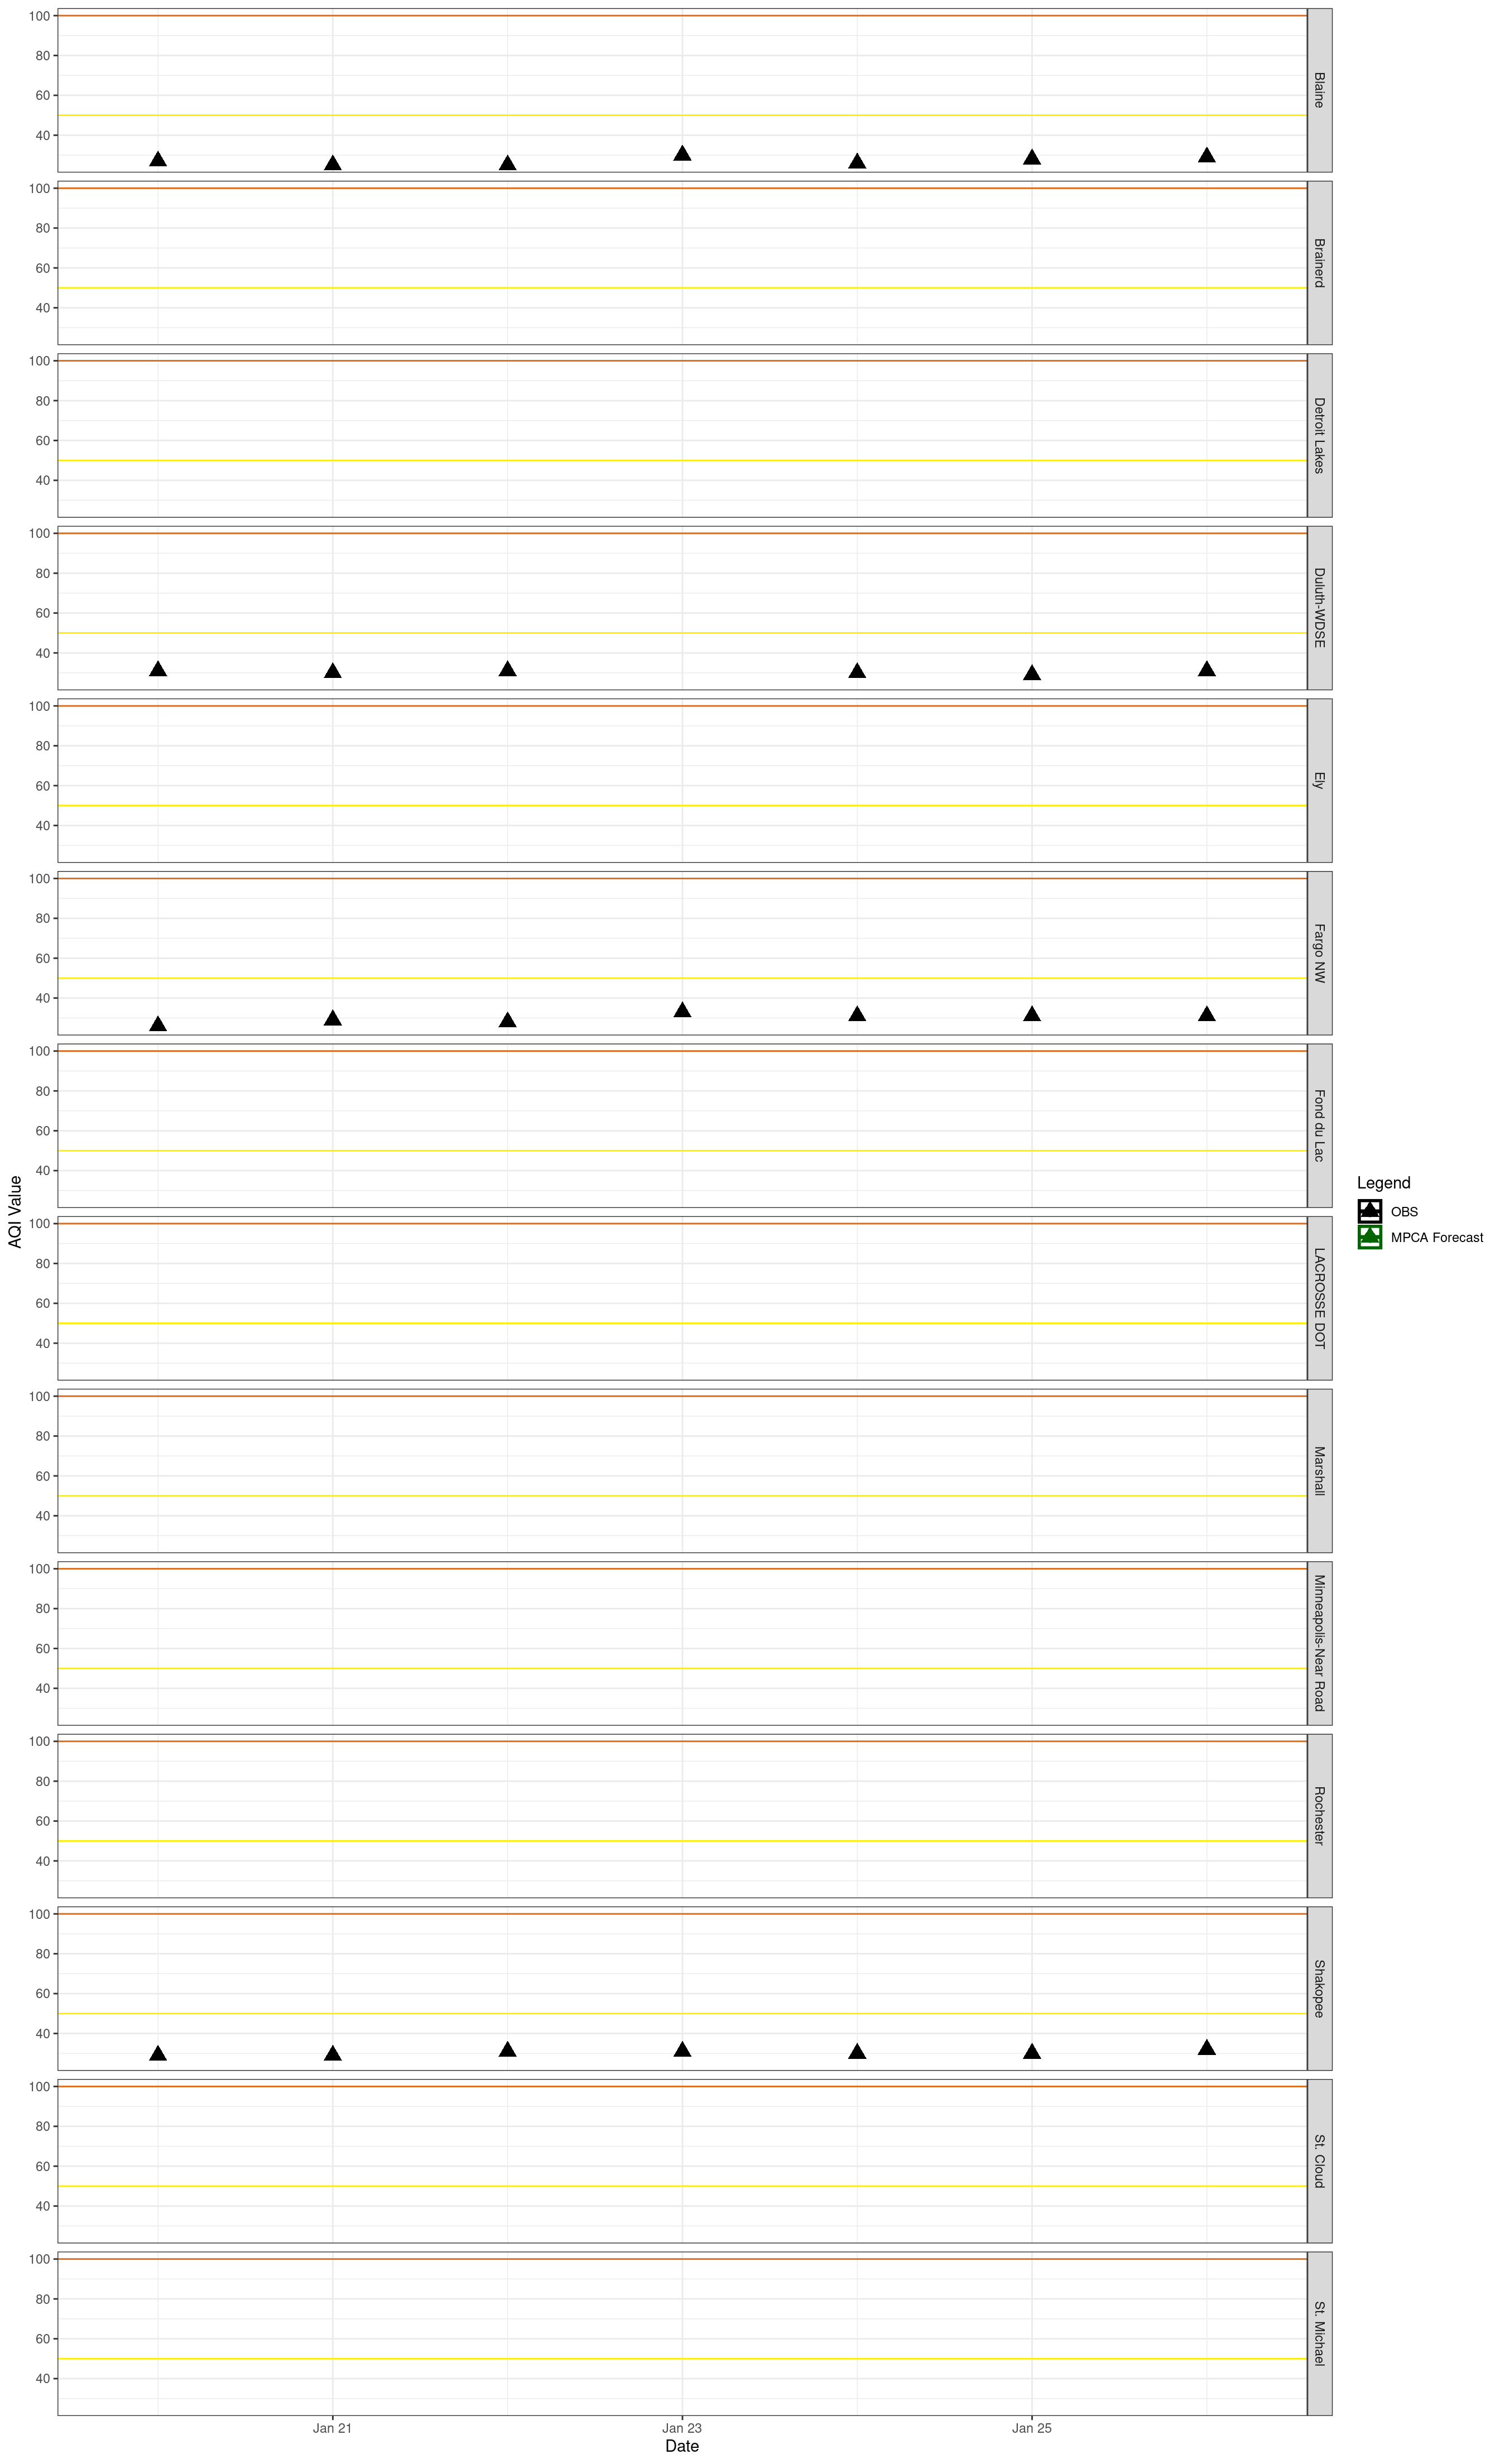 100
80
60
40
Blaine
100
80
60
40
Brainerd
100
80
60
40
Detroit Lakes
100
80
60
40
Duluth-WDSE
100
80
60
40
Ely
100
80
60
40
Fargo NW
100
80
60
40
Fond du Lac
100
80
60
40
LACROSSE DOT
100
80
60
40
Marshall
100
80
60
40
Minneapolis-Near Road
100
80
60
40
Rochester
100
80
60
40
Shakopee
100
80
60
40
St. Cloud
100
80
60
40
St. Michael
Jan 21
Jan 23
Jan 25
Date
AQI Value
Legend
OBS
MPCA Forecast